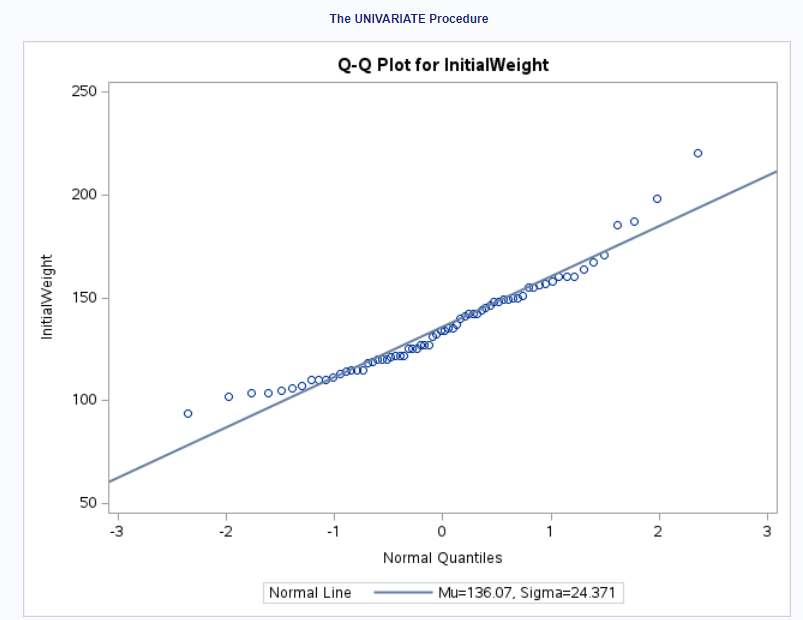 The UNIVARIATE Procedure
Q-Q Plot for InitialWeight
250
200
150
100
50
InitialWeight
-3 -2 -1 0 1 2 3
Normal Quantiles
Normal Line Mu=136.07, Sigma=24.371